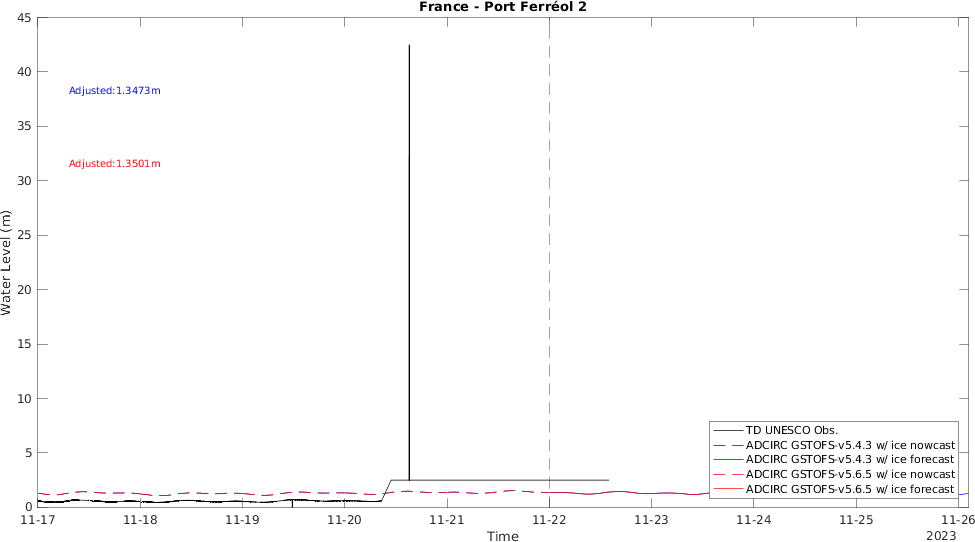 France - Port Ferréol 2
45
40
35
30
25
20
15
10
5
0
Water Level (m)
Adjusted:1.3473m
Adjusted:1.3501m
TD UNESCO Obs.
ADCIRC GSTOFS-v5.4.3 w/ ice nowcast
ADCIRC GSTOFS-v5.4.3 w/ ice forecast
ADCIRC GSTOFS-v5.6.5 w/ ice nowcast
ADCIRC GSTOFS-v5.6.5 w/ ice forecast
11-17 11-18 11-19 11-20 11-21 11-22 11-23 11-24 11-25 11-26
Time
2023